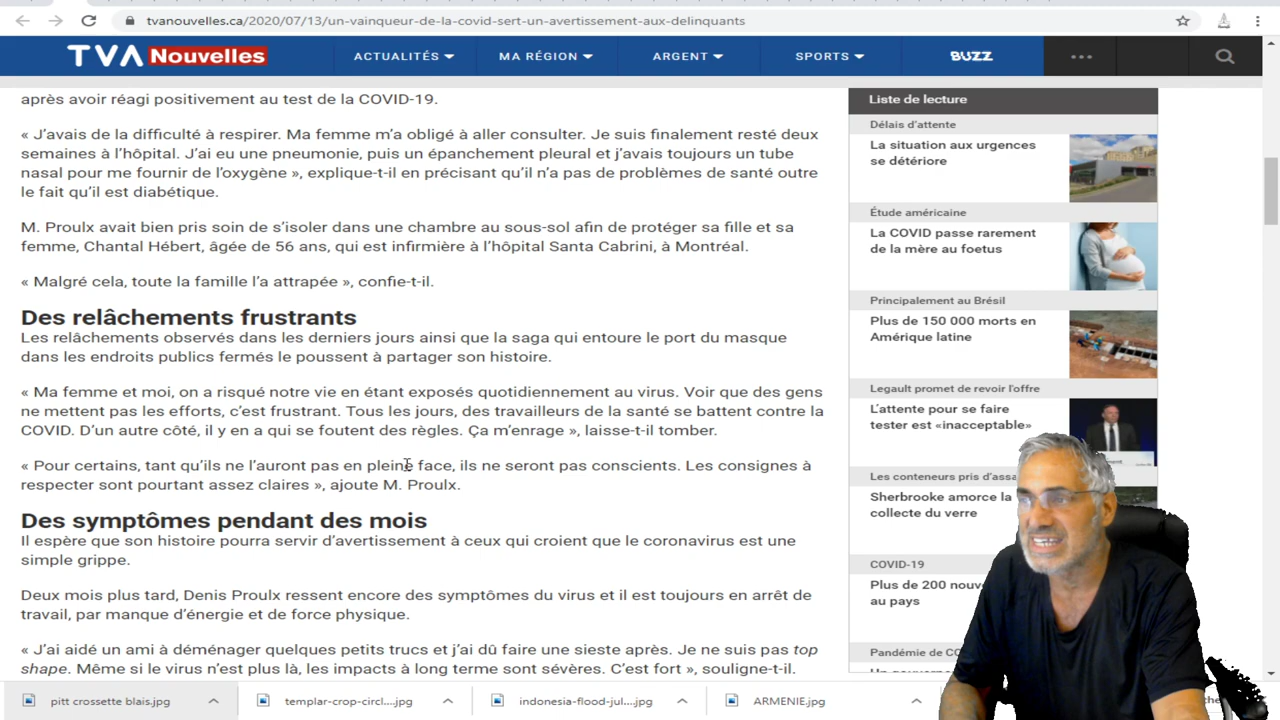 tvanouvelles.ca/2020/07/13/un-vainqueur-de-la-covid-sert-un-avertissement-aux-delinquants
TVA Nouvelles
ACTUALITÉS
MA RÉGION
ARGENT
SPORTS
BUZZ
après avoir réagi positivement au test de la COVID-19.
« J’avais de la difficulté à respirer. Ma femme m’a obligé à aller consulter. Je suis finalement resté deux
semaines à l’hôpital. J’ai eu une pneumonie, puis un épanchement pleural et j’avais toujours un tube
nasal pour me fournir de l’oxygène », explique-t-il en précisant qu’il n’a pas de problèmes de santé outre
le fait qu’il est diabétique.
M. Proulx avait bien pris soin de s’isoler dans une chambre au sous-sol afin de protéger sa fille et sa
femme, Chantal Hébert, âgée de 56 ans, qui est infirmière à l’hôpital Santa Cabrini, à Montréal.
« Malgré cela, toute la famille l’a attrapée », confie-t-il.
Des relâchements frustrants
Les relâchements observés dans les derniers jours ainsi que la saga qui entoure le port du masque
dans les endroits publics fermés le poussent à partager son histoire.
« Ma femme et moi, on a risqué notre vie en étant exposés quotidiennement au virus. Voir que des gens
ne mettent pas les efforts, c’est frustrant. Tous les jours, des travailleurs de la santé se battent contre la
COVID. D’un autre côté, il y en a qui se foutent des règles. Ça m’enrage », laisse-t-il tomber.
« Pour certains, tant qu’ils ne l’auront pas en pleine face, ils ne seront pas conscients. Les consignes à
respecter sont pourtant assez claires », ajoute M. Proulx.
Des symptômes pendant des mois
Il espère que son histoire pourra servir d’avertissement à ceux qui croient que le coronavirus est une
simple grippe.
Deux mois plus tard, Denis Proulx ressent encore des symptômes du virus et il est toujours en arrêt de
travail, par manque d’énergie et de force physique.
« J’ai aidé un ami à déménager quelques petits trucs et j’ai dû faire une sieste après. Je ne suis pas top
shape. Même si le virus n’est plus là, les impacts à long terme sont sévères. C’est fort », souligne-t-il.
Liste de lecture
Délais d’attente
La situation aux urgences
se détériore
Étude américaine
La COVID passe rarement
de la mère au foetus
Principalement au Brésil
Plus de 150 000 morts en
Amérique latine
Legault promet de revoir l’offre
L’attente pour se faire
tester est «inacceptable»
Les conteneurs pris d’assa
Sherbrooke amorce la
collecte du verre
COVID-19
Plus de 200 nouv
au pays
Pandémie de CO
pitt crossette blais.jpg
templar-crop-circl....jpg
indonesia-flood-jul....jpg
ARMENIE.jpg